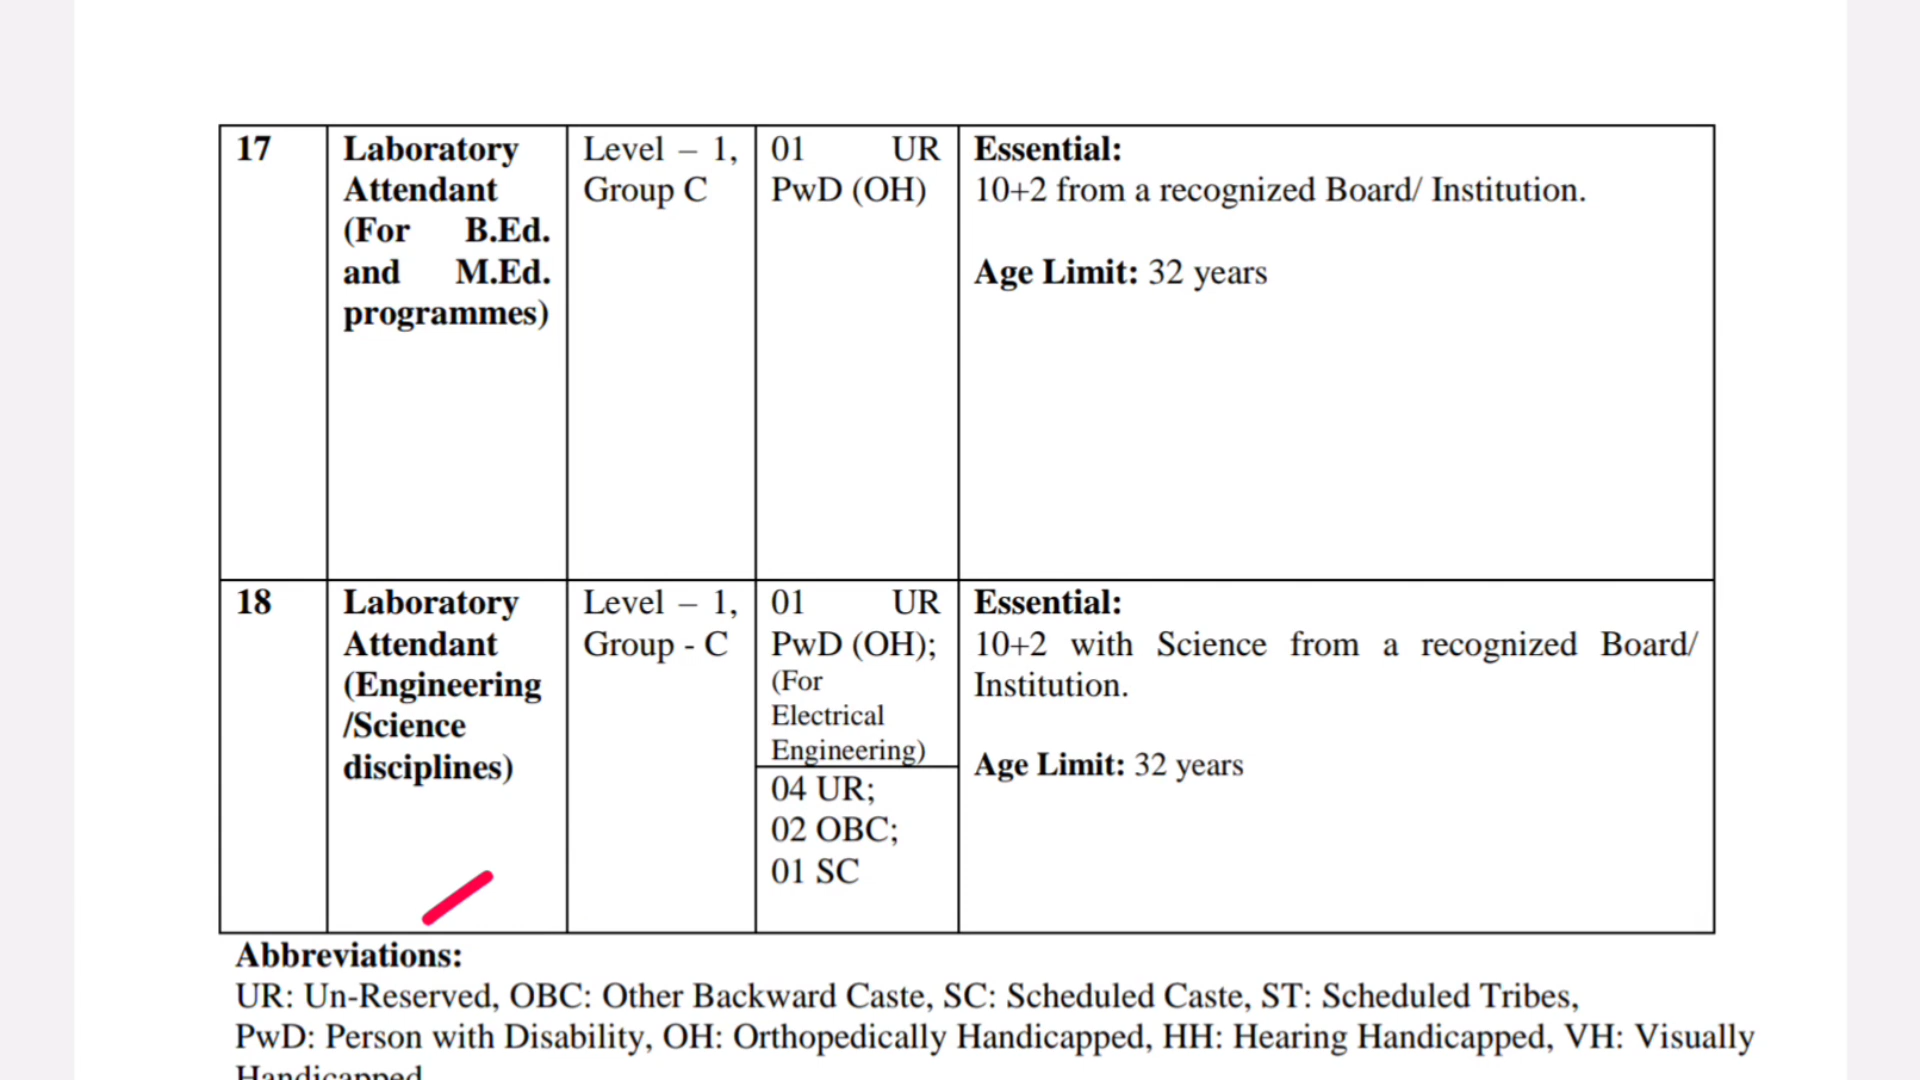 17
Laboratory
Attendant
(For B.Ed.
and M.Ed.
programmes)
Level – 1,
Group C
01 UR
PwD (OH)
Essential:
10+2 from a recognized Board/ Institution.
Age Limit: 32 years
18
Laboratory
Attendant
(Engineering
/Science
disciplines)
Level – 1,
Group - C
01 UR
PwD (OH);
(For
Electrical
Engineering)
04 UR;
02 OBC;
01 SC
Essential:
10+2 with Science from a recognized Board/
Institution.
Age Limit: 32 years
Abbreviations:
UR: Un-Reserved, OBC: Other Backward Caste, SC: Scheduled Caste, ST: Scheduled Tribes,
PwD: Person with Disability, OH: Orthopedically Handicapped, HH: Hearing Handicapped, VH: Visually
Handicapped